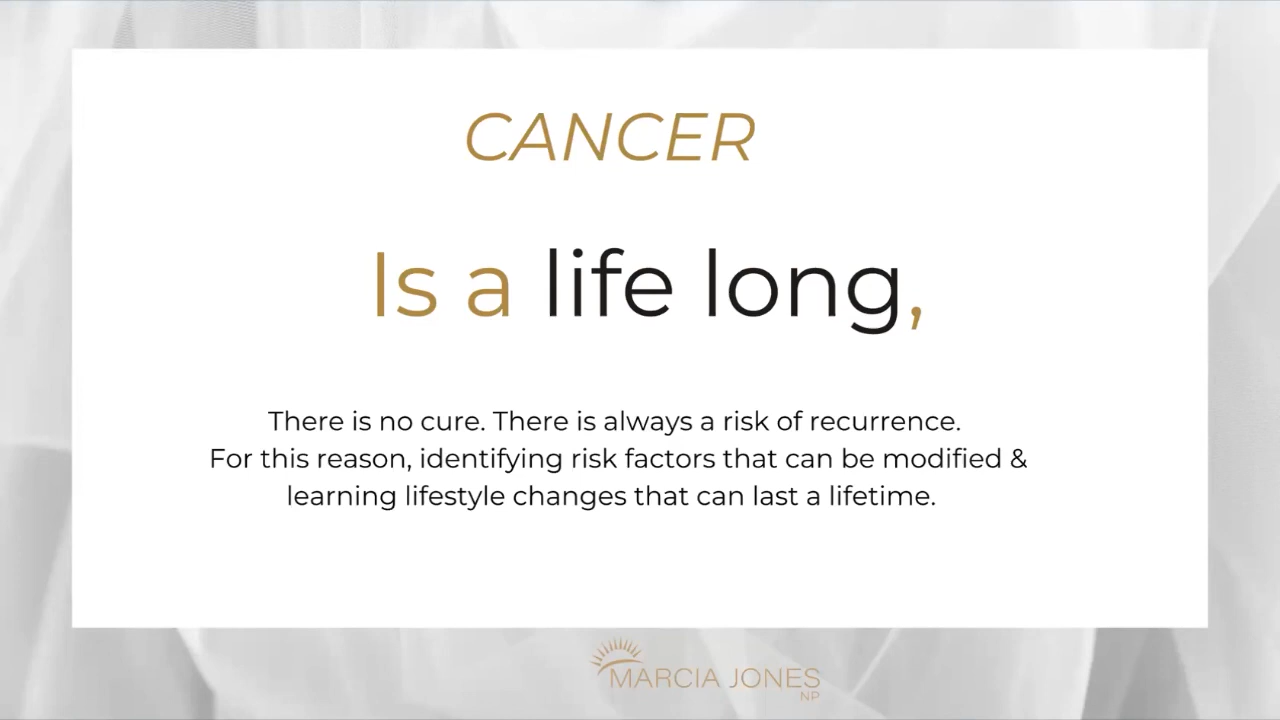 CANCER
Is a life long,
There is no cure. There is always a risk of recurrence.
For this reason, identifying risk factors that can be modified &
learning lifestyle changes that can last a lifetime.
MARCIA JONES
NP